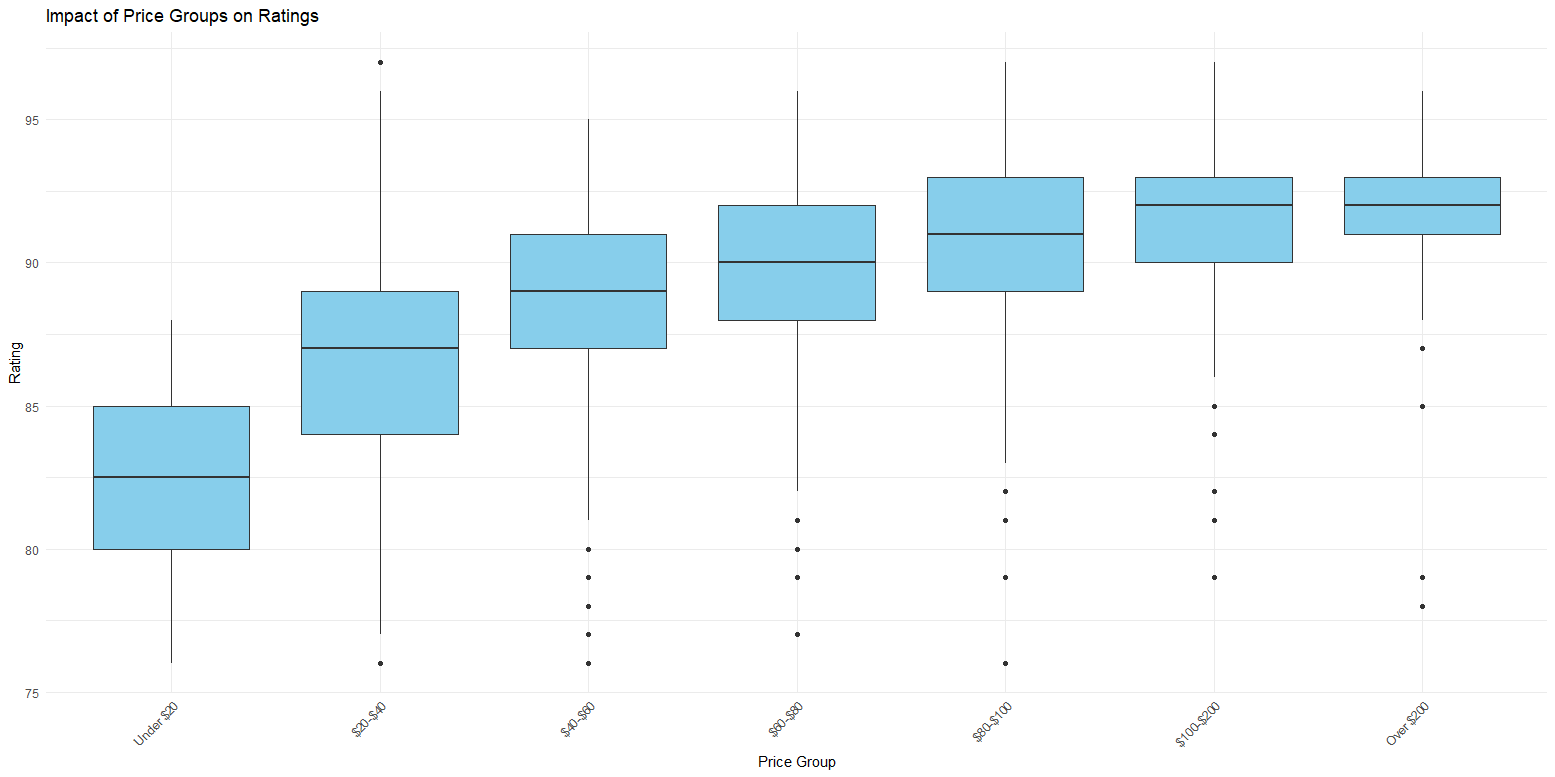 Impact of Price Groups on Ratings
95
90
85
80
75
Rating
Under $20
$20-$40
$40-$60
$60-$80
$80-$100
$100-$200
Over $200
Price Group